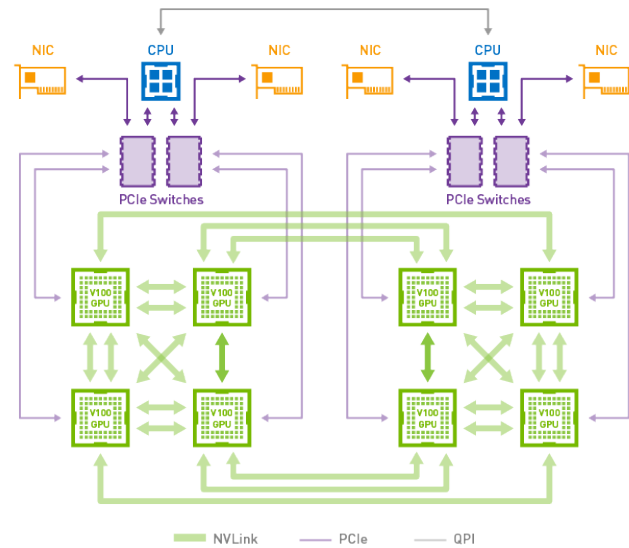 NIC
CPU
NIC
NIC
CPU
NIC
PCIe Switches
PCIe Switches
V100
GPU
V100
GPU
V100
GPU
V100
GPU
V100
GPU
V100
GPU
V100
GPU
V100
GPU
NVLink
PCIe
QPI